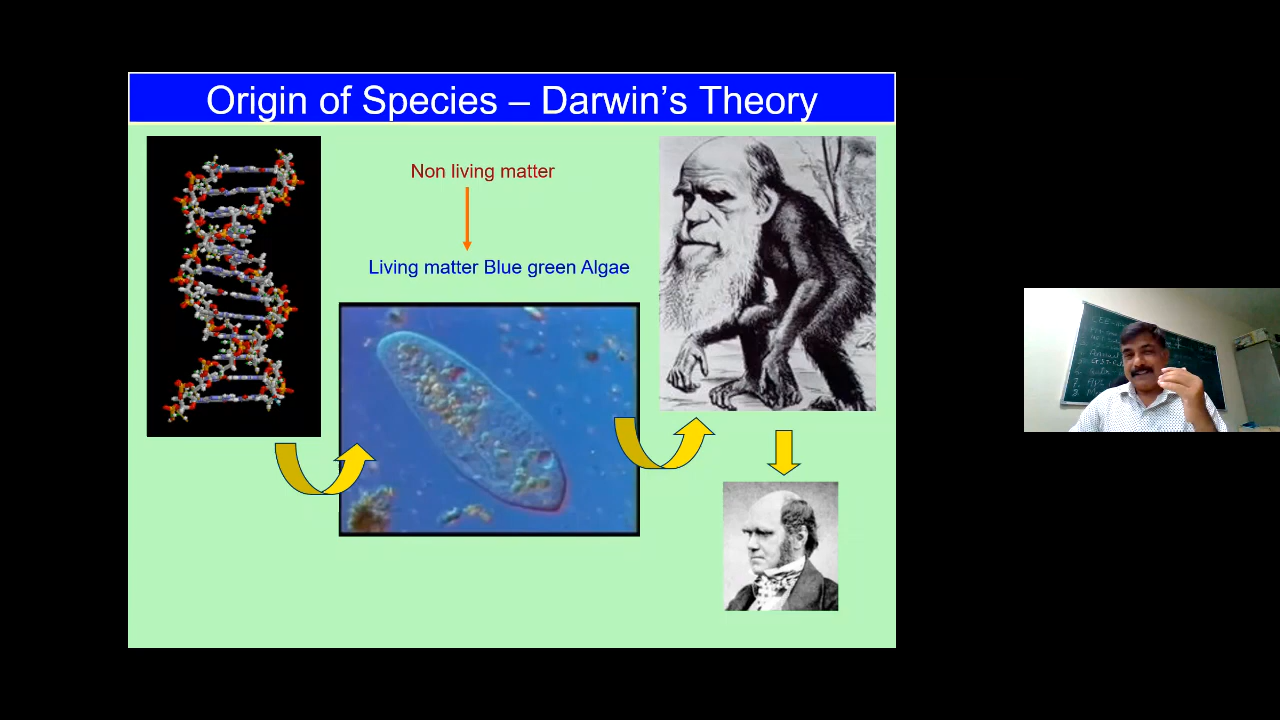 Origin of Species – Darwin's Theory
Non living matter
Living matter Blue green Algae